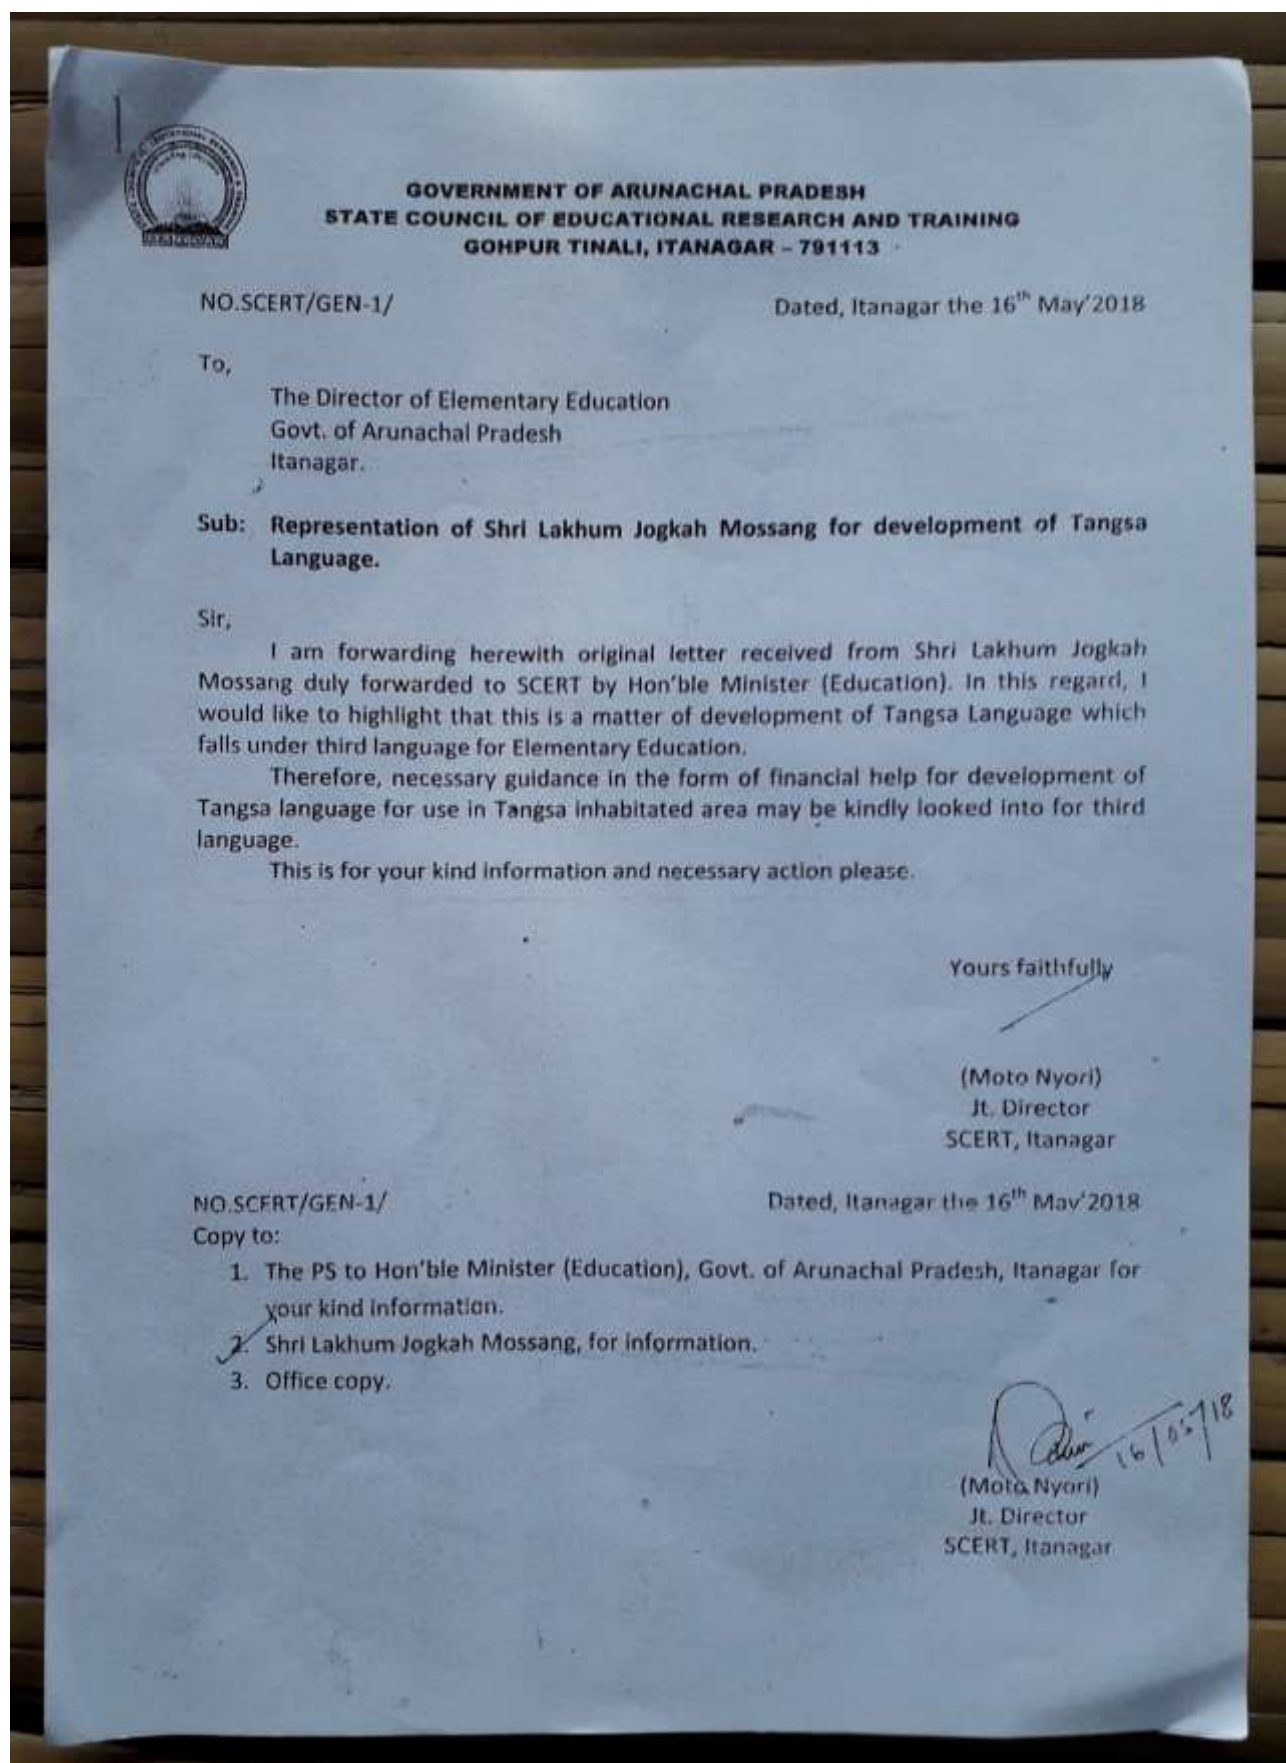 GOVERNMENT OF ARUNACHAL PRADESH
STATE COUNCIL OF EDUCATIONAL RESEARCH AND TRAINING
GOHPUR TINALI, ITANAGAR – 791113
NO.SCERT/GEN-1/ Dated, Itanagar the 16th May'2018
To,
The Director of Elementary Education
Govt. of Arunachal Pradesh
Itanagar.
Sub: Representation of Shri Lakhum Jogkah Mossang for development of Tangsa
Language.
Sir,
I am forwarding herewith original letter received from Shri Lakhum Jogkah
Mossang duly forwarded to SCERT by Hon'ble Minister (Education). In this regard, I
would like to highlight that this is a matter of development of Tangsa Language which
falls under third language for Elementary Education.
Therefore, necessary guidance in the form of financial help for development of
Tangsa language for use in Tangsa inhabitated area may be kindly looked into for third
language.
This is for your kind information and necessary action please.
Yours faithfully
(Moto Nyori)
Jt. Director
SCERT, Itanagar
NO.SCERT/GEN-1/ Dated, Itanagar the 16th May'2018
Copy to:
1. The PS to Hon'ble Minister (Education), Govt. of Arunachal Pradesh, Itanagar for
your kind information.
2. Shri Lakhum Jogkah Mossang, for information.
3. Office copy.
16/05/18
(Moto Nyori)
Jt. Director
SCERT, Itanagar